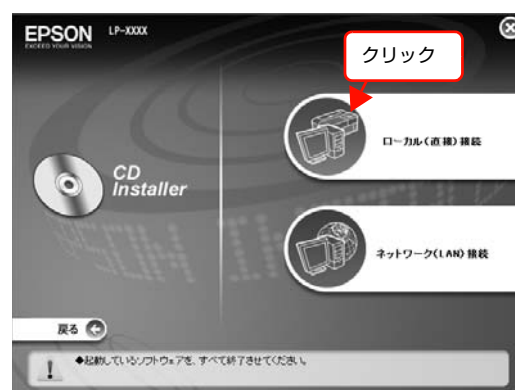 EPSON LP-XXXX
EXCEED YOUR VISION
クリック
ローカル(直接)接続
CD
Installer
ネットワーク(LAN)接続
戻る
◆起動しているソフトウェアを、すべて終了させてください。